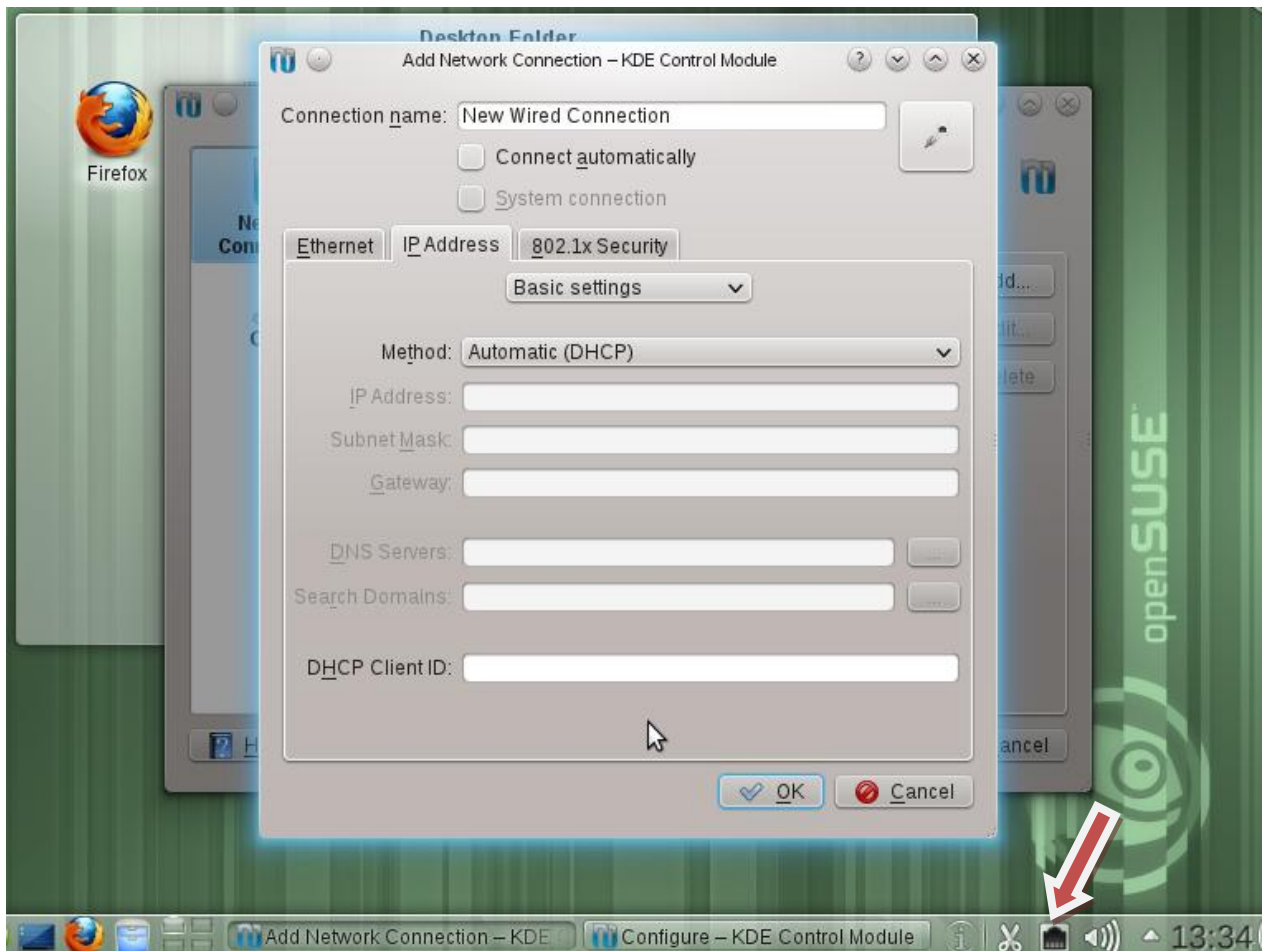 Desktop Folder
Add Network Connection – KDE Control Module
Connection name: New Wired Connection
Connect automatically
System connection
Firefox
Ethernet
IP Address
802.1x Security
Basic settings
Method: Automatic (DHCP)
IP Address:
Subnet Mask:
Gateway:
DNS Servers:
...
Search Domains:
...
DHCP Client ID:
OK
Cancel
openSUSE
Add Network Connection – KDE
Configure – KDE Control Module
13:34